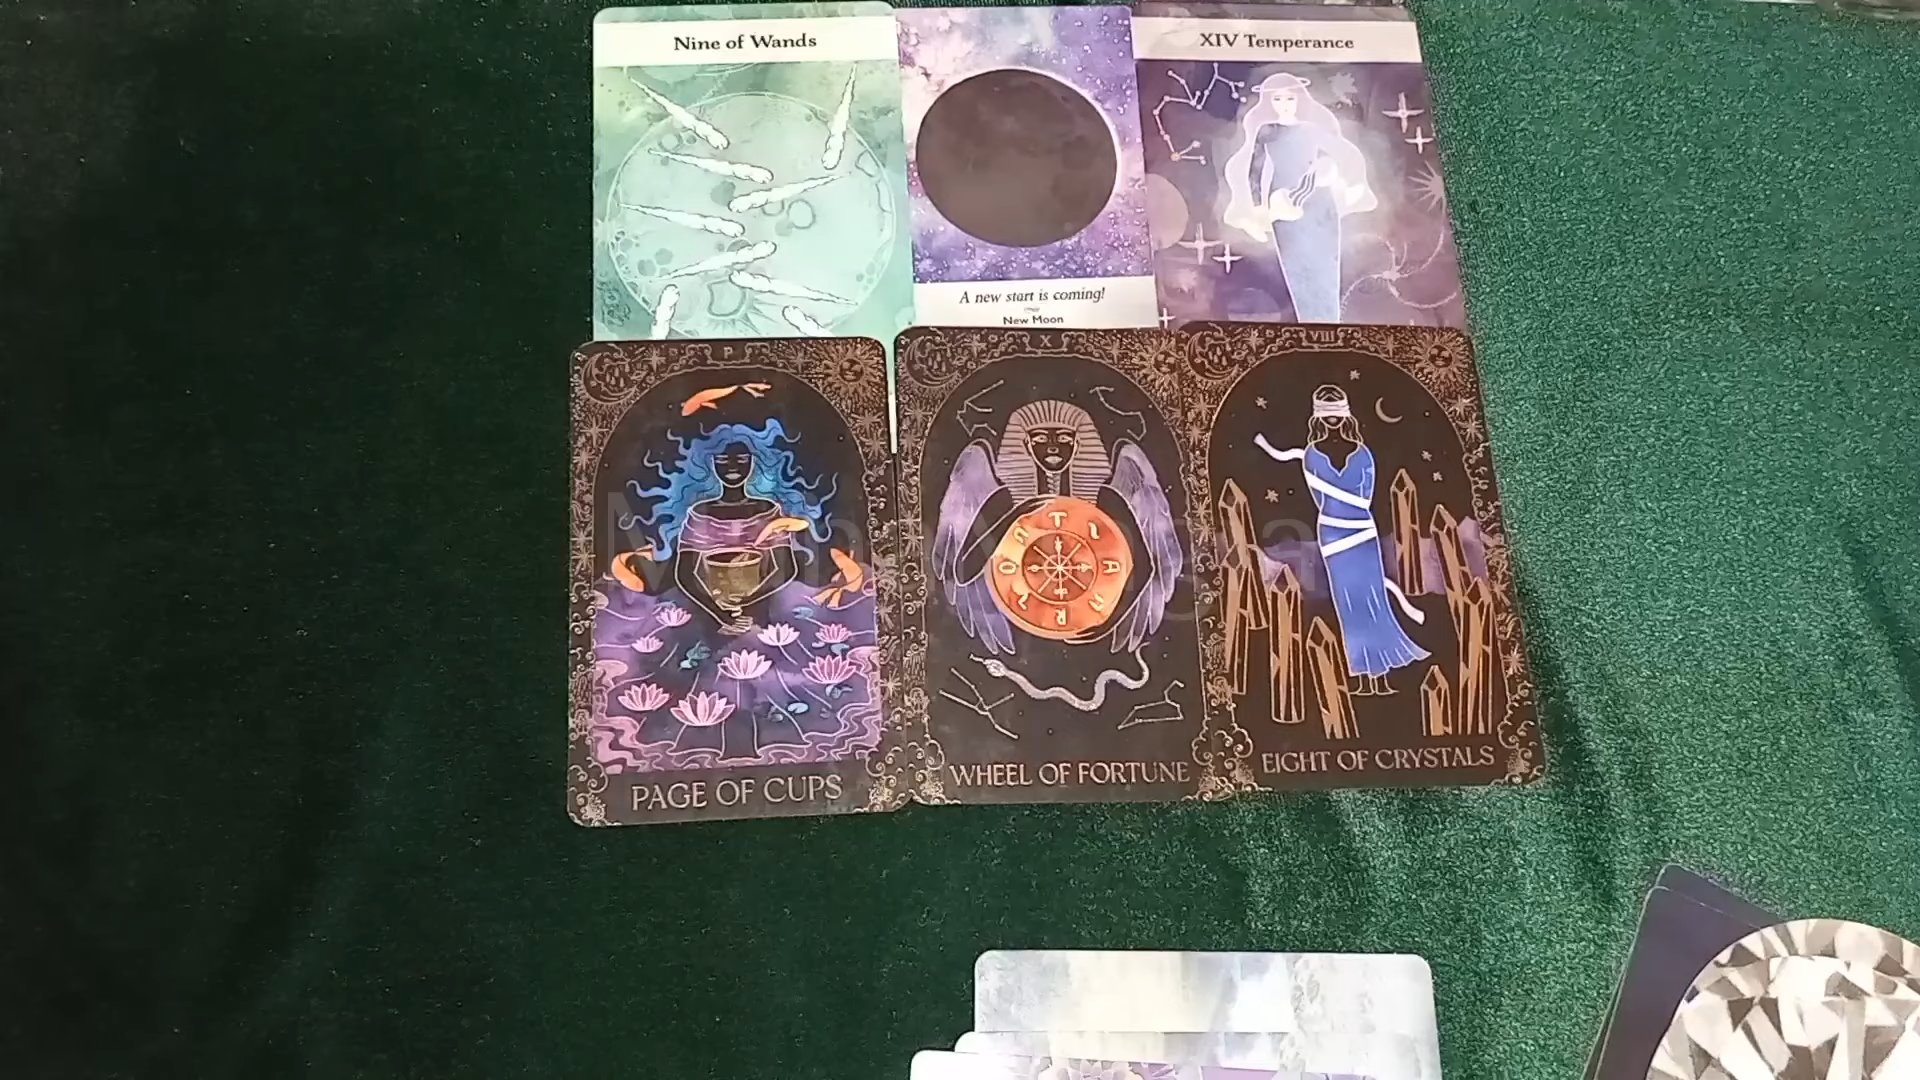 Nine of Wands
XIV Temperance
A new start is coming!
New Moon
P
X
VIII
PAGE OF CUPS
WHEEL OF FORTUNE
EIGHT OF CRYSTALS